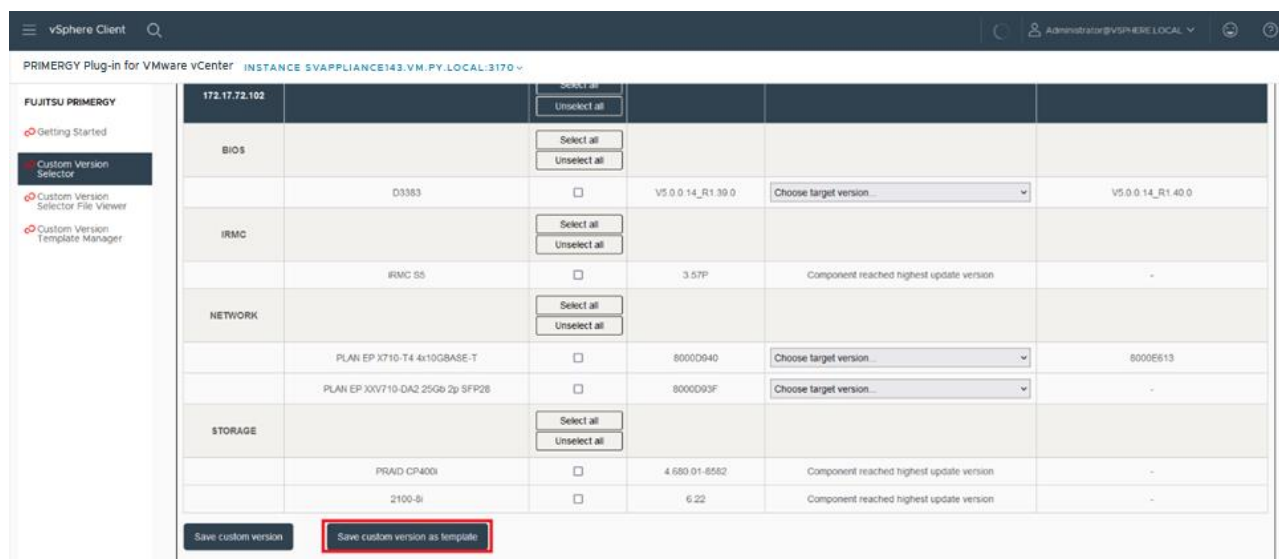 vSphere Client
Administrator@VSPHERE.LOCAL
PRIMERGY Plug-in for VMware vCenter INSTANCE SVAPPLIANCE143.VM.PY.LOCAL:3170
FUJITSU PRIMERGY
Getting Started
Custom Version
Selector
Custom Version
Selector File Viewer
Custom Version
Template Manager
172.17.72.102
Select all
Unselect all
BIOS
Select all
Unselect all
D3383 V5.0.0.14_R1.39.0 Choose target version... V5.0.0.14_R1.40.0
IRMC
Select all
Unselect all
IRMC S5 3.57P Component reached highest update version -
NETWORK
Select all
Unselect all
PLAN EP X710-T4 4x10GBASE-T 8000D940 Choose target version... 8000E613
PLAN EP XXV710-DA2 25Gb 2p SFP28 8000D93F Choose target version... -
STORAGE
Select all
Unselect all
PRAID CP400i 4.680.01-8582 Component reached highest update version -
2100-8i 6.22 Component reached highest update version -
Save custom version Save custom version as template